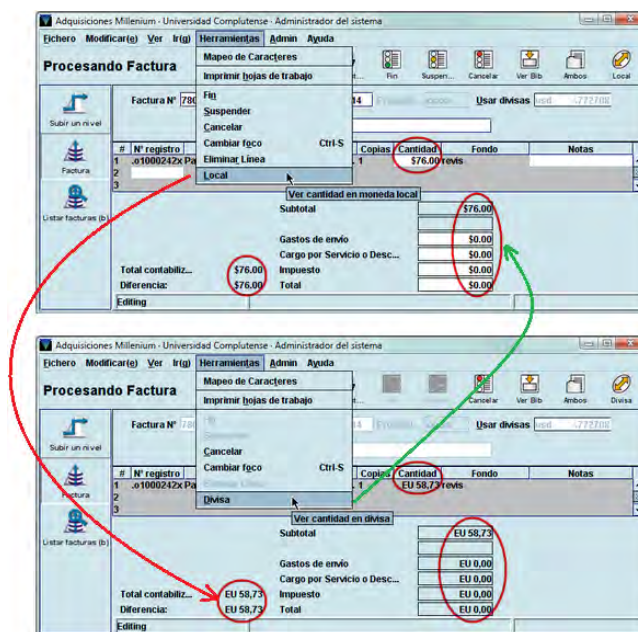 Adquisiciones Millenium - Universidad Complutense - Administrador del sistema
Fichero Modificar(e) Ver Ir(g) Herramientas Admin Ayuda
Procesando Factura
Mapeo de Caracteres
Imprimir hojas de trabajo
Fin
Suspender
Cancelar
Cambiar foco Ctrl-S
Eliminar Línea
Local
Ver cantidad en moneda local
Fin Suspen... Cancelar Ver Bib Ambos Local
Subir un nivel
Factura
Listar facturas (b)
Factura Nº 780 14 Usar divisas usd
# Nº registro Copias Cantidad Fondo Notas
1 .o1000242x Pa 1 $76.00 revis
2
3
Subtotal $76.00
Gastos de envío $0.00
Cargo por Servicio o Desc... $0.00
Total contabiliz... $76.00 Impuesto $0.00
Diferencia: $76.00 Total $0.00
Editing
Adquisiciones Millenium - Universidad Complutense - Administrador del sistema
Fichero Modificar(e) Ver Ir(g) Herramientas Admin Ayuda
Procesando Factura
Mapeo de Caracteres
Imprimir hojas de trabajo
Cancelar
Cambiar foco Ctrl-S
Divisa
Ver cantidad en divisa
Cancelar Ver Bib Ambos Divisa
Subir un nivel
Factura
Listar facturas (b)
Factura Nº 14 Usar divisas usd
# Nº registro Copias Cantidad Fondo Notas
1 .o1000242x Pa 1 EU 58,73 revis
2
3
Subtotal EU 58,73
Gastos de envío EU 0,00
Cargo por Servicio o Desc... EU 0,00
Total contabiliz... EU 58,73 Impuesto EU 0,00
Diferencia: EU 58,73 Total EU 0,00
Editing